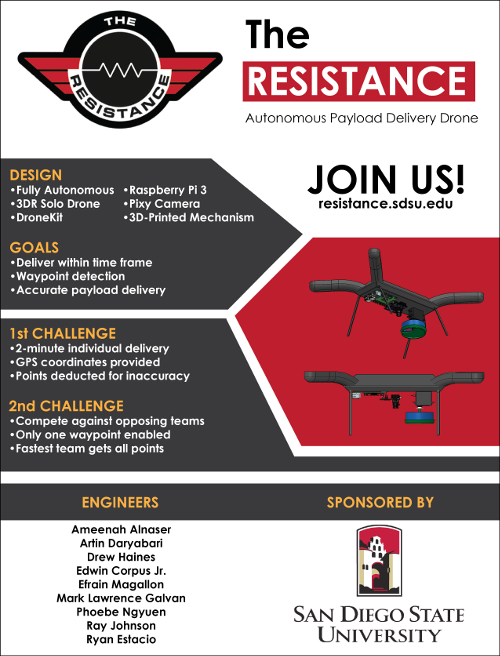 THE
RESISTANCE
The
RESISTANCE
Autonomous Payload Delivery Drone
DESIGN
•Fully Autonomous
•3DR Solo Drone
•DroneKit
•Raspberry Pi 3
•Pixy Camera
•3D-Printed Mechanism
GOALS
•Deliver within time frame
•Waypoint detection
•Accurate payload delivery
JOIN US!
resistance.sdsu.edu
1st CHALLENGE
•2-minute individual delivery
•GPS coordinates provided
•Points deducted for inaccuracy
2nd CHALLENGE
•Compete against opposing teams
•Only one waypoint enabled
•Fastest team gets all points
ENGINEERS
Ameenah Alnaser
Artin Daryabari
Drew Haines
Edwin Corpus Jr.
Efrain Magallon
Mark Lawrence Galvan
Phoebe Ngyuen
Ray Johnson
Ryan Estacio
SPONSORED BY
SAN DIEGO STATE
UNIVERSITY